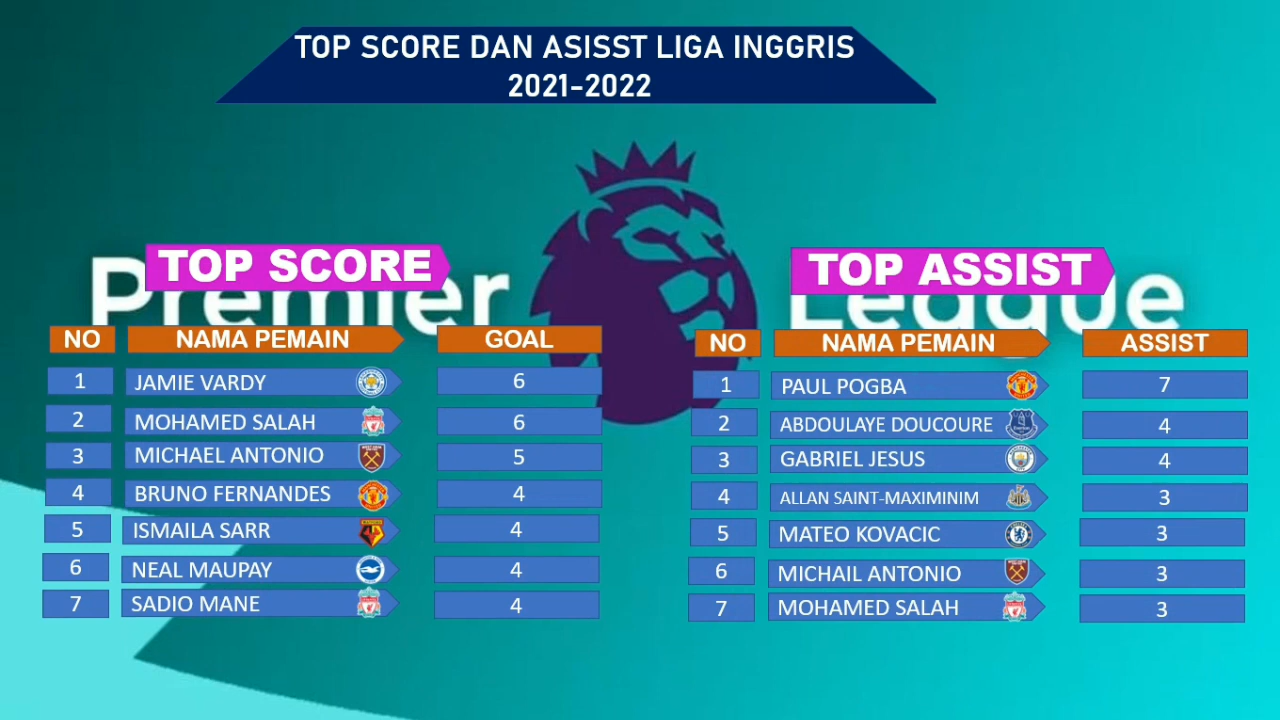 TOP SCORE DAN ASISST LIGA INGGRIS
2021-2022
Premier League
TOP SCORE
NO NAMA PEMAIN GOAL
1 JAMIE VARDY 6
2 MOHAMED SALAH 6
3 MICHAEL ANTONIO 5
4 BRUNO FERNANDES 4
5 ISMAILA SARR 4
6 NEAL MAUPAY 4
7 SADIO MANE 4
TOP ASSIST
NO NAMA PEMAIN ASSIST
1 PAUL POGBA 7
2 ABDOULAYE DOUCOURE 4
3 GABRIEL JESUS 4
4 ALLAN SAINT-MAXIMINIM 3
5 MATEO KOVACIC 3
6 MICHAIL ANTONIO 3
7 MOHAMED SALAH 3